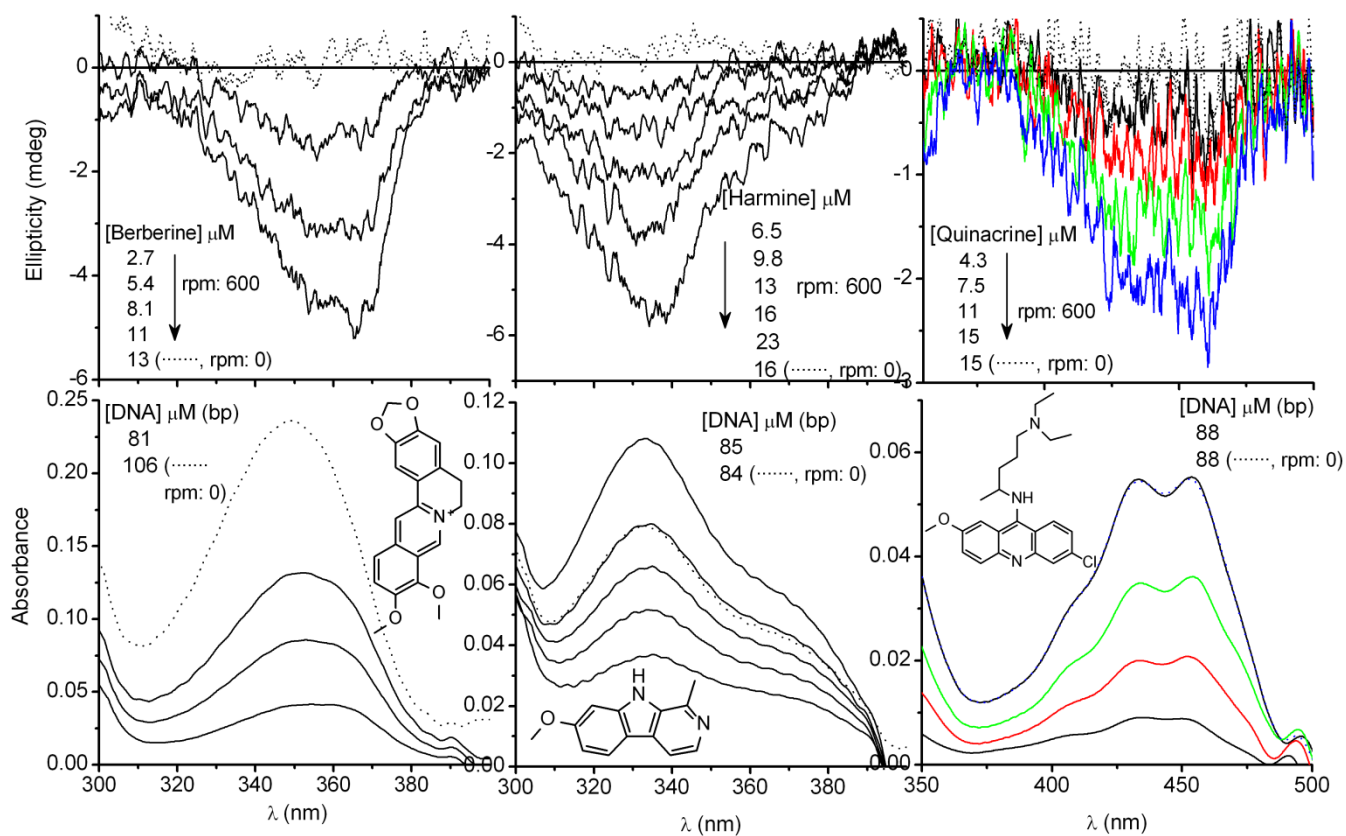 Ellipticity (mdeg)
0
-2
-4
-6
[Berberine] μM
2.7
5.4
8.1
11
13 (······, rpm: 0)
rpm: 600
0
-2
-4
-6
[Harmine] μM
6.5
9.8
13
16
23
16 (······, rpm: 0)
rpm: 600
0
-1
-2
-3
[Quinacrine] μM
4.3
7.5
11
15
15 (······, rpm: 0)
rpm: 600
Absorbance
0.25
0.20
0.15
0.10
0.05
0.00
[DNA] μM (bp)
81
106 (······
rpm: 0)
O
O
N+
O
O
300 320 340 360 380
λ (nm)
0.12
0.10
0.08
0.06
0.04
0.02
0.00
[DNA] μM (bp)
85
84 (······, rpm: 0)
H
N
N
O
300 320 340 360 380
λ (nm)
0.06
0.04
0.02
0.00
[DNA] μM (bp)
88
88 (······, rpm: 0)
N
NH
O
N
Cl
350 400 450 500
λ (nm)